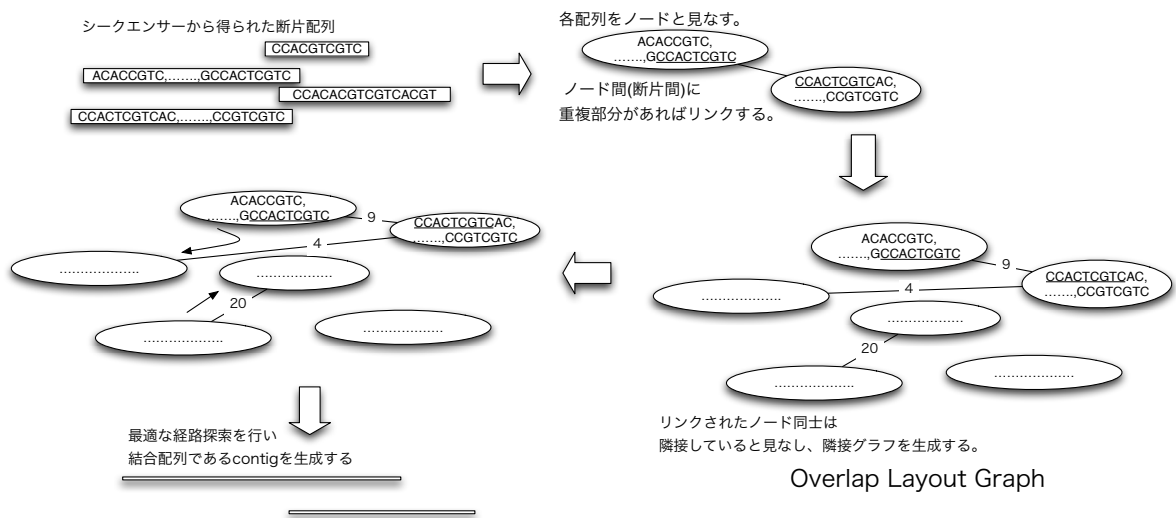 シークエンサーから得られた断片配列
CCACGTCGTC
ACACCGTC,.......,GCCACTCGTC
CCACACGTCGTCACGT
CCACTCGTCAC,.......,CCGTCGTC
各配列をノードと見なす。
ACACCGTC,
.......,GCCACTCGTC
CCACTCGTCAC,
.......,CCGTCGTC
ノード間(断片間)に
重複部分があればリンクする。
ACACCGTC,
.......,GCCACTCGTC
9
CCACTCGTCAC,
.......,CCGTCGTC
4
...................
...................
20
...................
...................
リンクされたノード同士は
隣接していると見なし、隣接グラフを生成する。
Overlap Layout Graph
ACACCGTC,
.......,GCCACTCGTC
9
CCACTCGTCAC,
.......,CCGTCGTC
4
...................
...................
20
...................
...................
最適な経路探索を行い
結合配列であるcontigを生成する